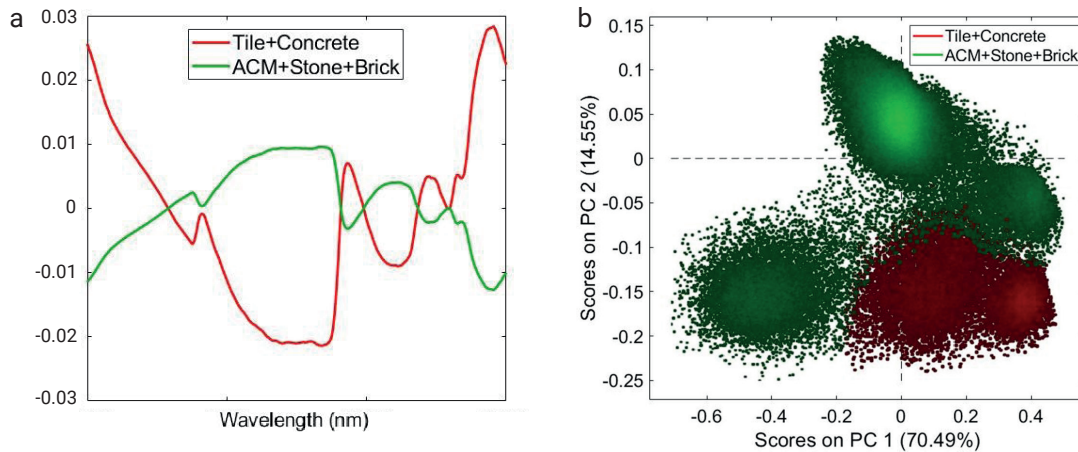 a
Tile+Concrete
ACM+Stone+Brick
0.03
0.02
0.01
0
-0.01
-0.02
-0.03
Wavelength (nm)
b
Tile+Concrete
ACM+Stone+Brick
Scores on PC 2 (14.55%)
0.15
0.1
0.05
0
-0.05
-0.1
-0.15
-0.2
-0.25
-0.6 -0.4 -0.2 0 0.2 0.4
Scores on PC 1 (70.49%)